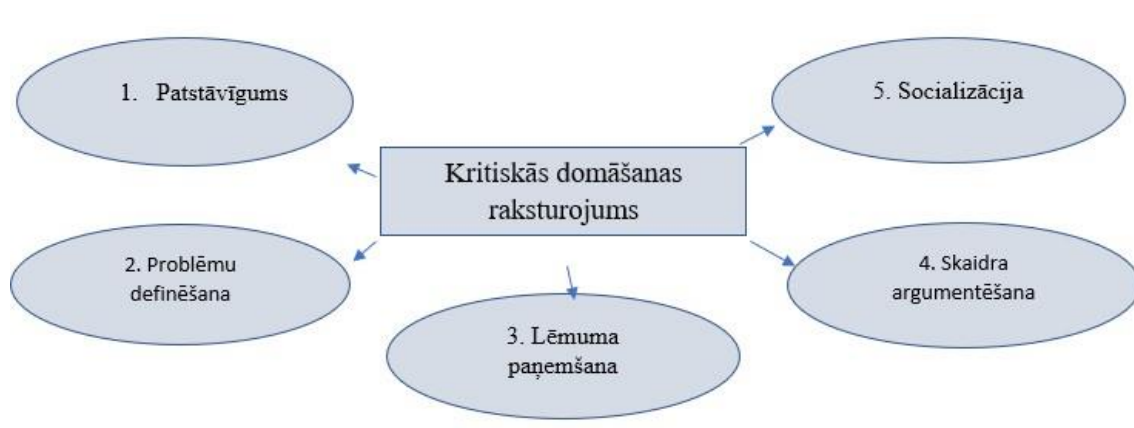 Kritiskās domāšanas
raksturojums
1. Patstāvīgums
2. Problēmu
definēšana
3. Lēmuma
paņemšana
4. Skaidra
argumentēšana
5. Socializācija